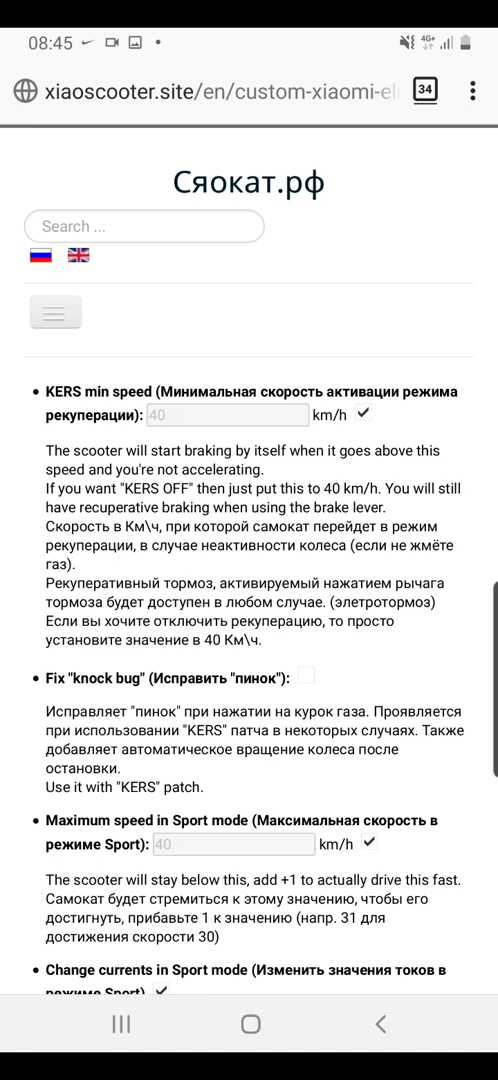 08:45
4G+
xiaoscooter.site/en/custom-xiaomi-el
34
Сяокат.рф
Search ...
• KERS min speed (Минимальная скорость активации режима
рекуперации): 40 km/h
The scooter will start braking by itself when it goes above this
speed and you're not accelerating.
If you want "KERS OFF" then just put this to 40 km/h. You will still
have recuperative braking when using the brake lever.
Скорость в Км\ч, при которой самокат перейдет в режим
рекуперации, в случае неактивности колеса (если не жмёте
газ).
Рекуперативный тормоз, активируемый нажатием рычага
тормоза будет доступен в любом случае. (элетротормоз)
Если вы хотите отключить рекуперацию, то просто
установите значение в 40 Км\ч.
• Fix "knock bug" (Исправить "пинок"):
Исправляет "пинок" при нажатии на курок газа. Проявляется
при использовании "KERS" патча в некоторых случаях. Также
добавляет автоматическое вращение колеса после
остановки.
Use it with "KERS" patch.
• Maximum speed in Sport mode (Максимальная скорость в
режиме Sport): 40 km/h
The scooter will stay below this, add +1 to actually drive this fast.
Самокат будет стремиться к этому значению, чтобы его
достигнуть, прибавьте 1 к значению (напр. 31 для
достижения скорости 30)
• Change currents in Sport mode (Изменить значения токов в
режиме Sport)